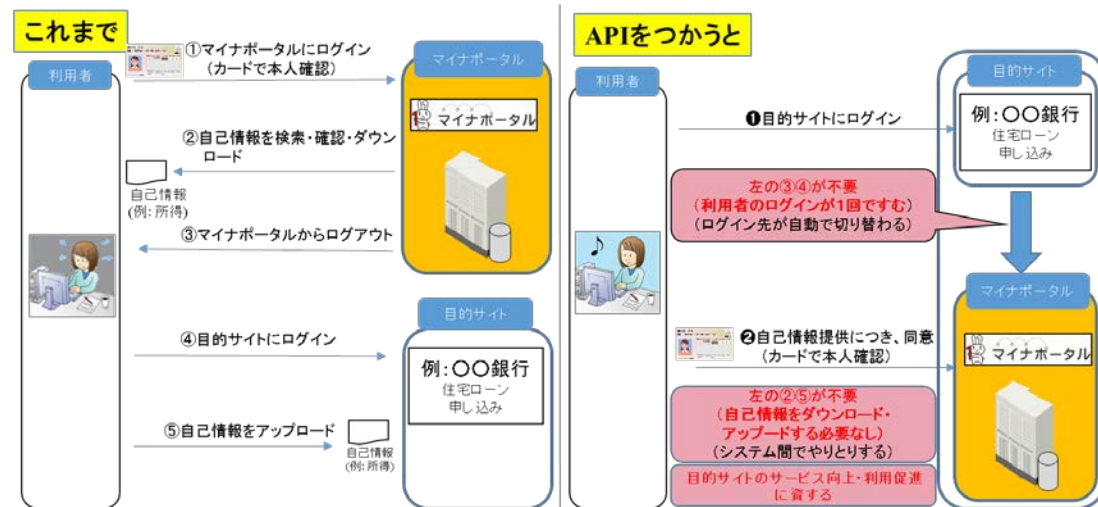 これまで
利用者
①マイナポータルにログイン
(カードで本人確認)
マイナポータル
マイナポータル
②自己情報を検索・確認・ダウン
ロード
自己情報
(例:所得)
③マイナポータルからログアウト
目的サイト
④目的サイトにログイン
例:〇〇銀行
住宅ローン
申し込み
⑤自己情報をアップロード
自己情報
(例:所得)
APIをつかうと
利用者
目的サイト
❶目的サイトにログイン
例:〇〇銀行
住宅ローン
申し込み
左の③④が不要
(利用者のログインが1回ですむ)
(ログイン先が自動で切り替わる)
マイナポータル
❷自己情報提供につき、同意
(カードで本人確認)
マイナポータル
左の②⑤が不要
(自己情報をダウンロード・
アップードする必要なし)
(システム間でやりとりする)
目的サイトのサービス向上・利用促進
に資する